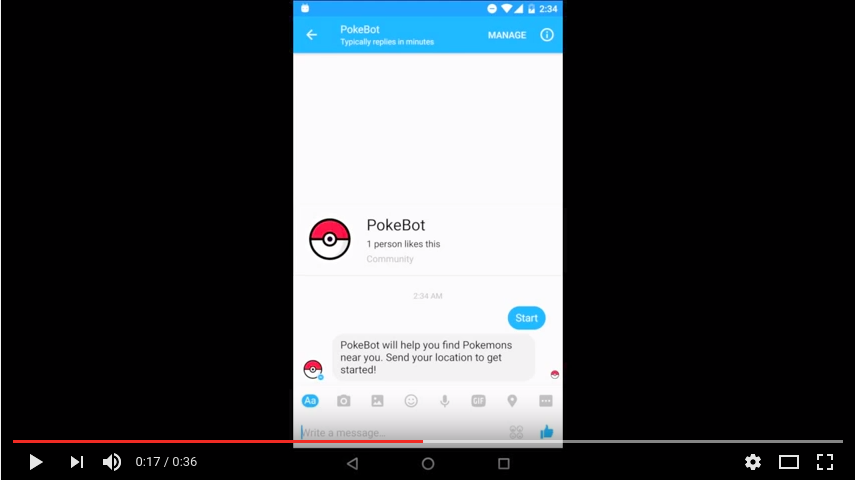 2:34
PokeBot
Typically replies in minutes
MANAGE
PokeBot
1 person likes this
Community
2:34 AM
Start
PokeBot will help you find Pokemons
near you. Send your location to get
started!
Aa
GIF
Write a message...
0:17 / 0:36